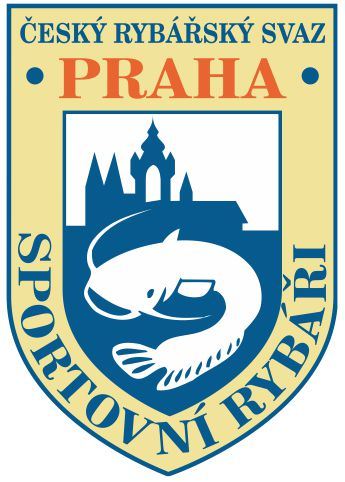 ČESKÝ RYBÁŘSKÝ SVAZ
• PRAHA •
SPORTOVNÍ RYBÁŘI